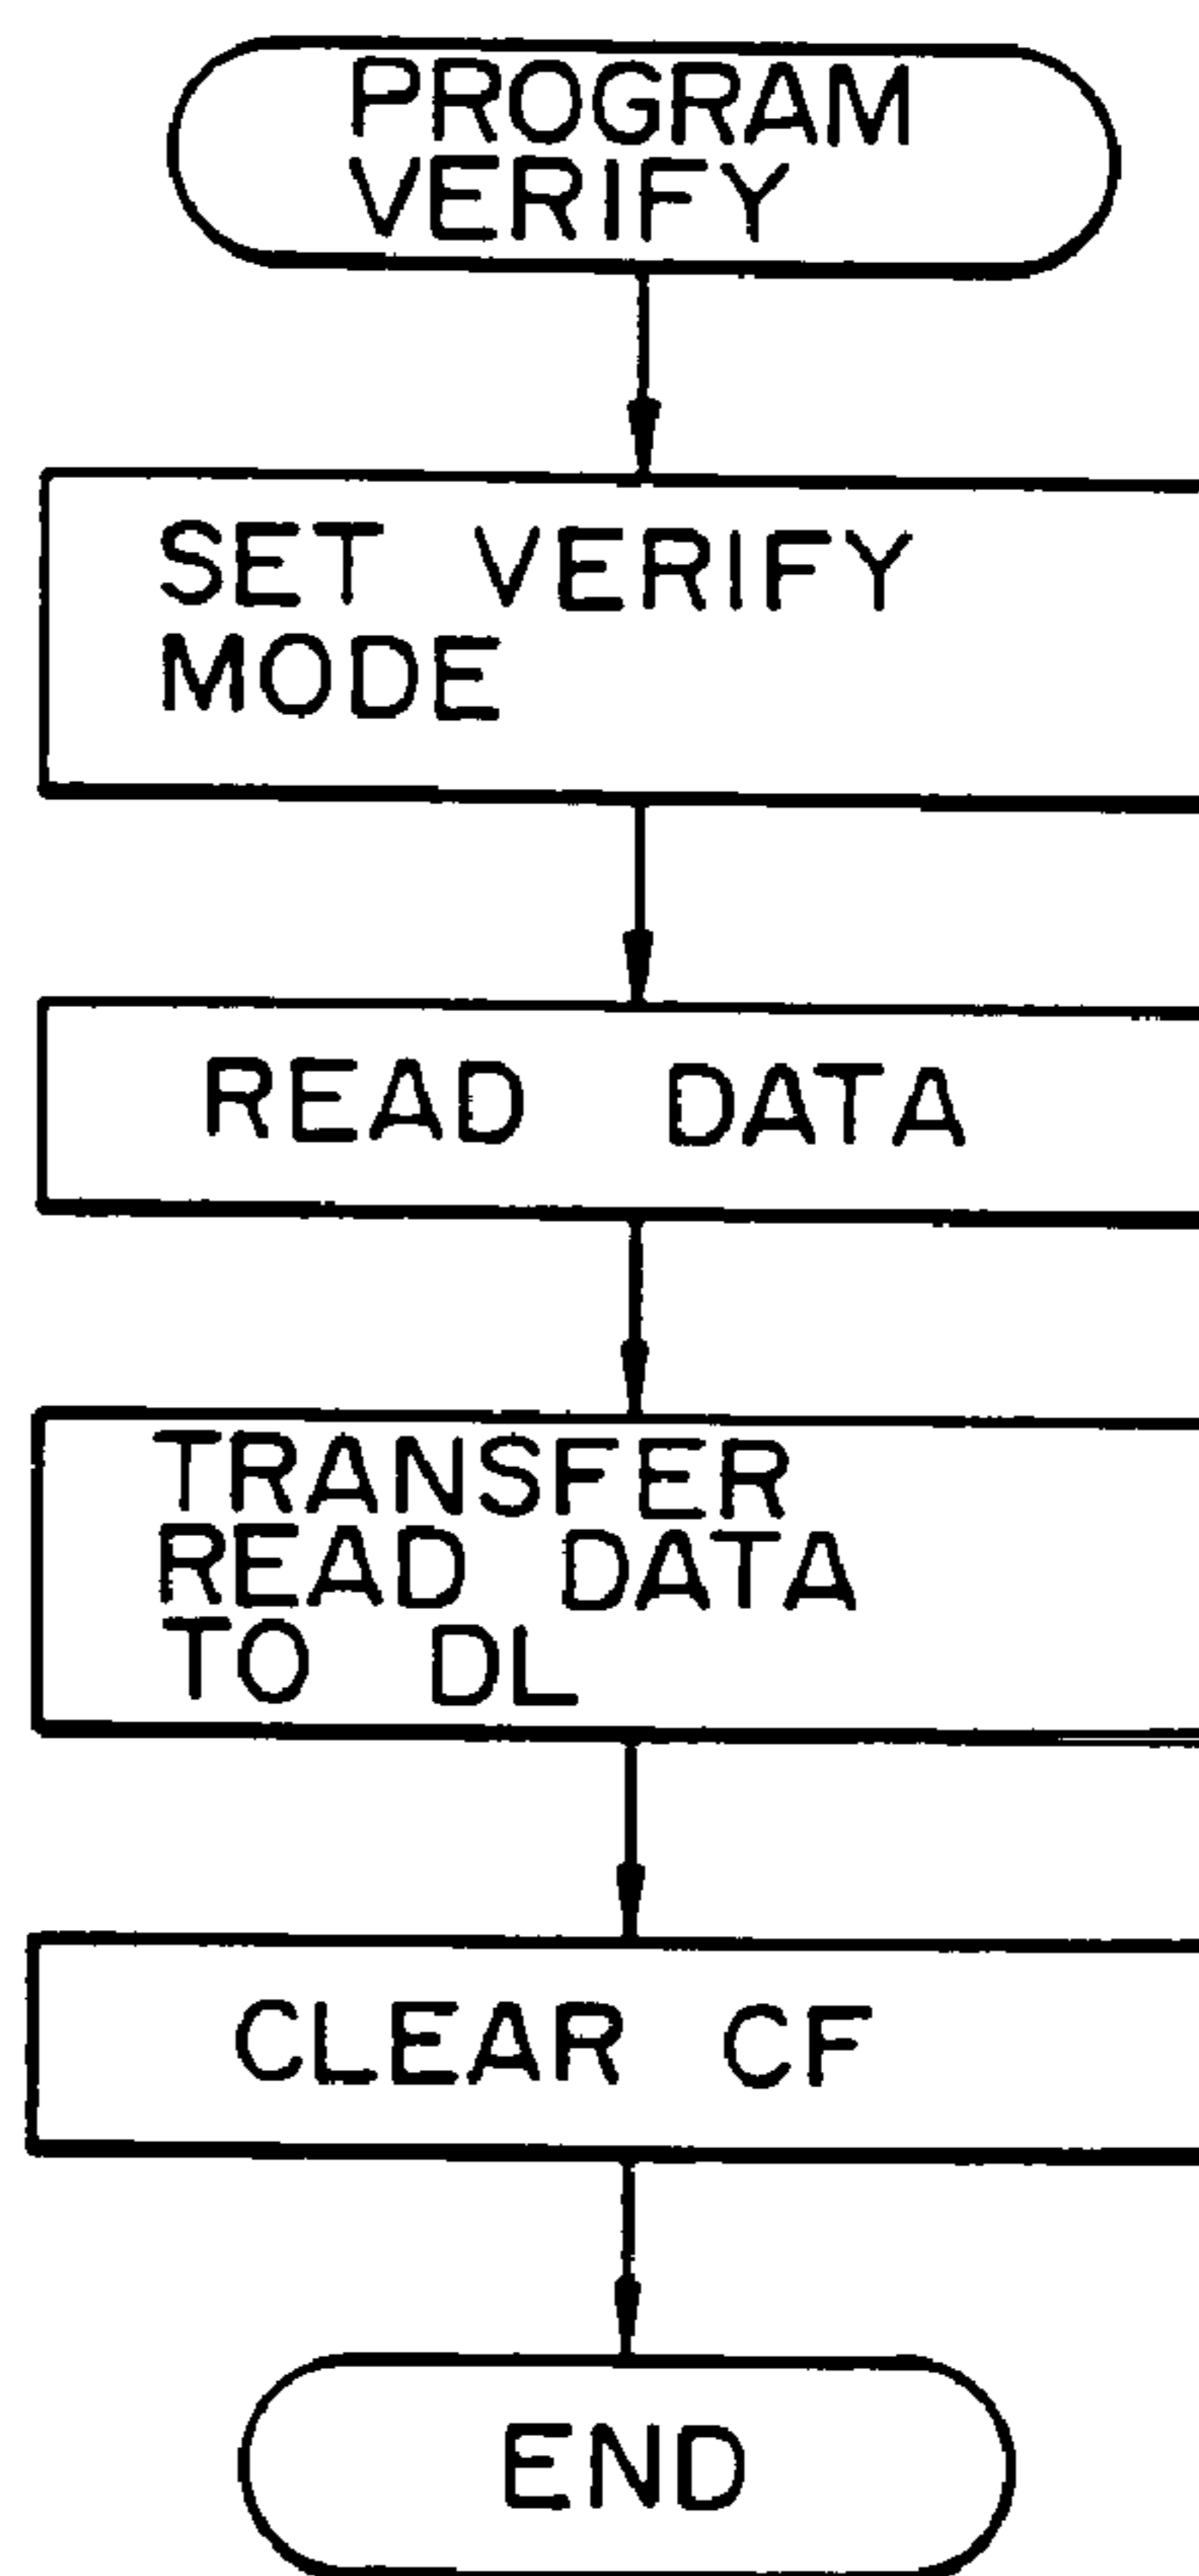 PROGRAM
VERIFY
SET VERIFY
MODE
READ DATA
TRANSFER
READ DATA
TO DL
CLEAR CF
END